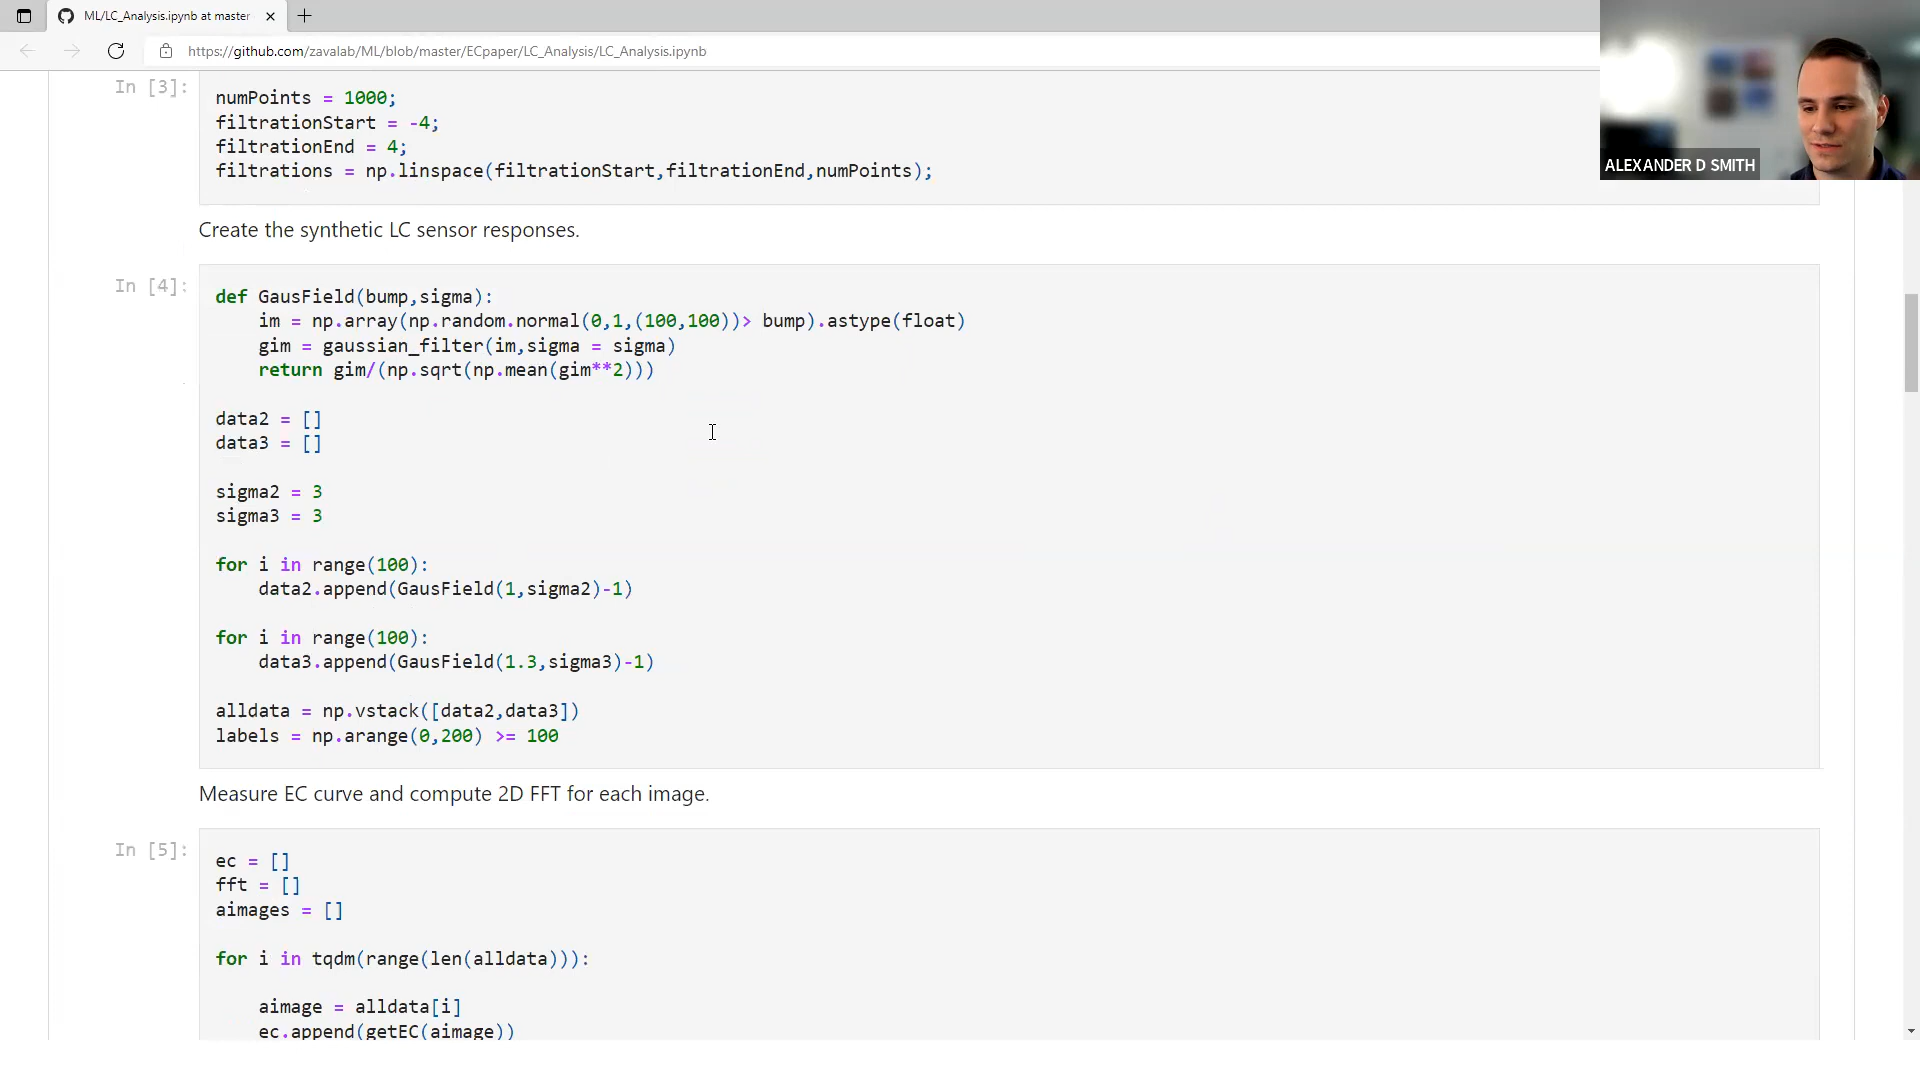 ML/LC_Analysis.ipynb at master
https://github.com/zavalab/ML/blob/master/ECpaper/LC_Analysis/LC_Analysis.ipynb
ALEXANDER D SMITH
In [3]:
numPoints = 1000;
filtrationStart = -4;
filtrationEnd = 4;
filtrations = np.linspace(filtrationStart,filtrationEnd,numPoints);
Create the synthetic LC sensor responses.
In [4]:
def GausField(bump,sigma):
    im = np.array(np.random.normal(0,1,(100,100))> bump).astype(float)
    gim = gaussian_filter(im,sigma = sigma)
    return gim/(np.sqrt(np.mean(gim**2)))
data2 = []
data3 = []
sigma2 = 3
sigma3 = 3
for i in range(100):
    data2.append(GausField(1,sigma2)-1)
for i in range(100):
    data3.append(GausField(1.3,sigma3)-1)
alldata = np.vstack([data2,data3])
labels = np.arange(0,200) >= 100
Measure EC curve and compute 2D FFT for each image.
In [5]:
ec = []
fft = []
aimages = []
for i in tqdm(range(len(alldata))):
    aimage = alldata[i]
    ec.append(getEC(aimage))